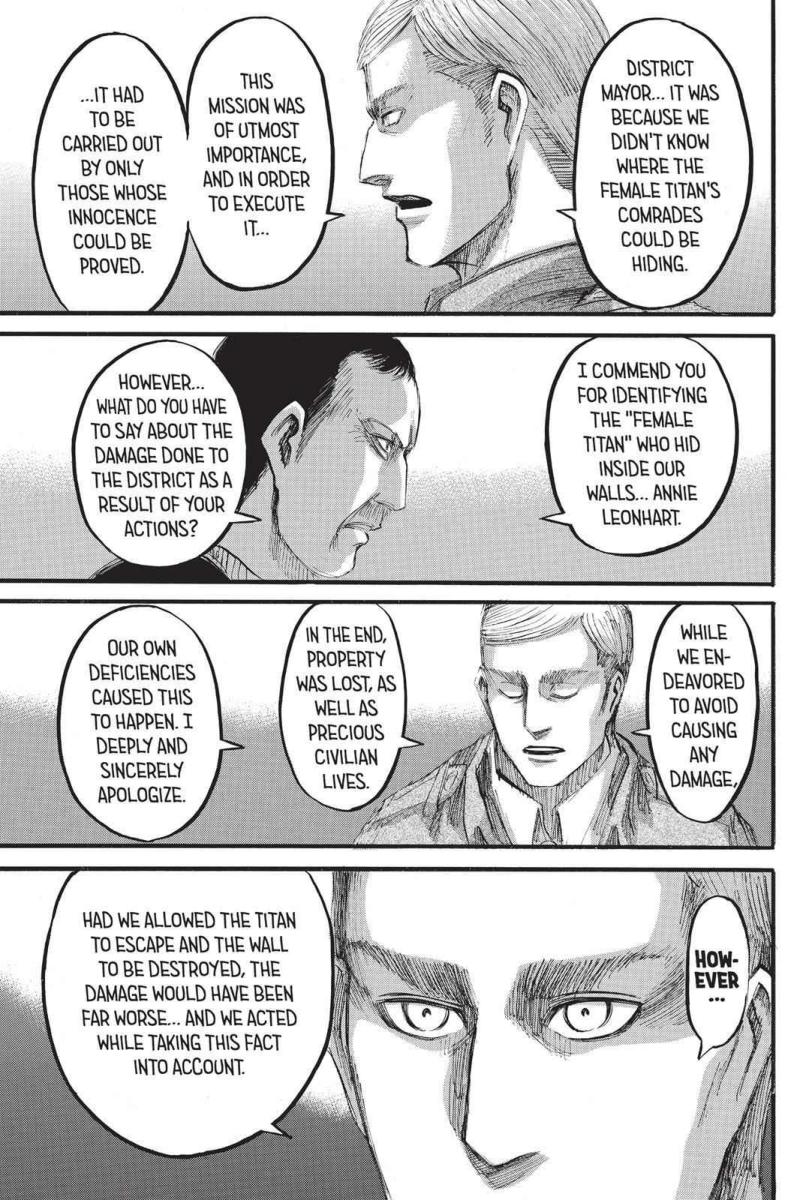 DISTRICT
MAYOR... IT WAS
BECAUSE WE
DIDN'T KNOW
WHERE THE
FEMALE TITAN'S
COMRADES
COULD BE
HIDING.
THIS
MISSION WAS
OF UTMOST
IMPORTANCE,
AND IN ORDER
TO EXECUTE
IT...
...IT HAD
TO BE
CARRIED OUT
BY ONLY
THOSE WHOSE
INNOCENCE
COULD BE
PROVED.
I COMMEND YOU
FOR IDENTIFYING
THE "FEMALE
TITAN" WHO HID
INSIDE OUR
WALLS... ANNIE
LEONHART.
HOWEVER...
WHAT DO YOU HAVE
TO SAY ABOUT THE
DAMAGE DONE TO
THE DISTRICT AS A
RESULT OF YOUR
ACTIONS?
WHILE
WE EN-
DEAVORED
TO AVOID
CAUSING
ANY
DAMAGE,
IN THE END,
PROPERTY
WAS LOST, AS
WELL AS
PRECIOUS
CIVILIAN
LIVES.
OUR OWN
DEFICIENCIES
CAUSED THIS
TO HAPPEN. I
DEEPLY AND
SINCERELY
APOLOGIZE.
HOW-
EVER
...
HAD WE ALLOWED THE TITAN
TO ESCAPE AND THE WALL
TO BE DESTROYED, THE
DAMAGE WOULD HAVE BEEN
FAR WORSE... AND WE ACTED
WHILE TAKING THIS FACT
INTO ACCOUNT.